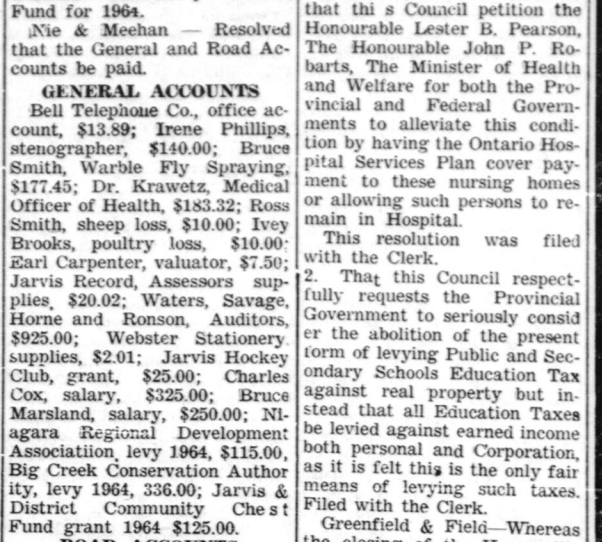 Fund for 1964.
Nie & Meehan — Resolved
that the General and Road Ac-
counts be paid.
GENERAL ACCOUNTS
Bell Telephone Co., office ac-
count, $13.89; Irene Phillips,
stenographer, $140.00; Bruce
Smith, Warble Fly Spraying,
$177.45; Dr. Krawetz, Medical
Officer of Health, $183.32; Ross
Smith, sheep loss, $10.00; Ivey
Brooks, poultry loss, $10.00;
Earl Carpenter, valuator, $7.50;
Jarvis Record, Assessors sup-
plies, $20.02; Waters, Savage,
Horne and Ronson, Auditors,
$925.00; Webster Stationery
supplies, $2.01; Jarvis Hockey
Club, grant, $25.00; Charles
Cox, salary, $325.00; Bruce
Marsland, salary, $250.00; NI-
agara Regional Development
Associatiion, levy 1964, $115.00,
Big Creek Conservation Author
ity, levy 1964, 336.00; Jarvis &
District Community Chest
Fund grant 1964 $125.00.
ROAD ACCOUNTS
that thi s Council petition the
Honourable Lester B. Pearson,
The Honourable John P. Ro-
barts, The Minister of Health
and Welfare for both the Pro-
vincial and Federal Govern-
ments to alleviate this condi-
tion by having the Ontario Hos-
pital Services Plan cover pay-
ment to these nursing homes
or allowing such persons to re-
main in Hospital.
This resolution was filed
with the Clerk.
2. That this Council respect-
fully requests the Provincial
Government to seriously consid
er the abolition of the present
form of levying Public and Sec-
ondary Schools Education Tax
against real property but in-
stead that all Education Taxes
be levied against earned income
both personal and Corporation,
as it is felt this is the only fair
means of levying such taxes.
Filed with the Clerk.
Greenfield & Field—Whereas
the closing of the